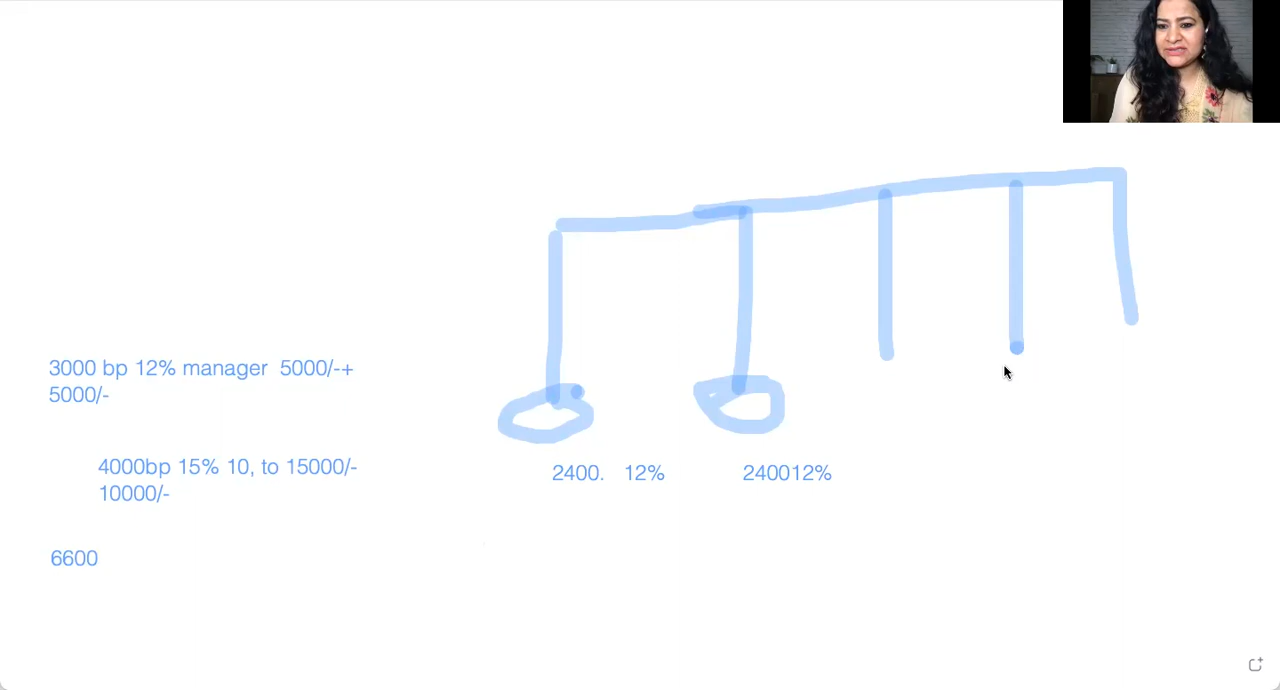 3000 bp 12% manager  5000/-+
5000/-
4000bp 15% 10, to 15000/-
10000/-
2400.   12%
240012%
6600